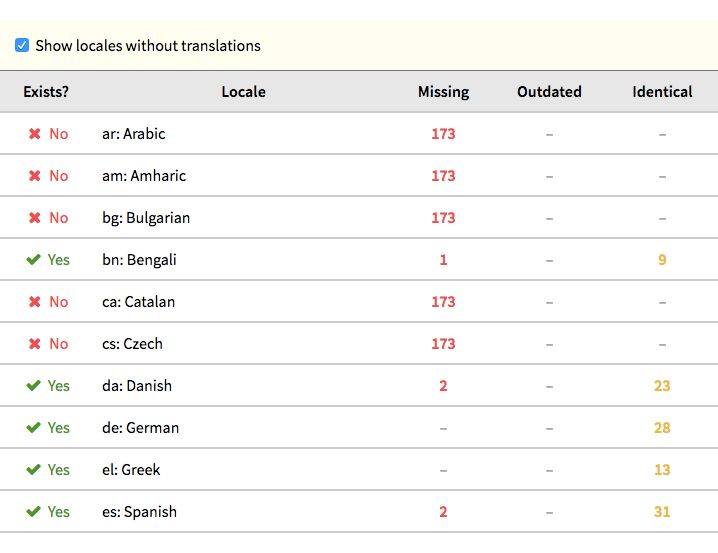 Show locales without translations
Exists? Locale Missing Outdated Identical
✖ No ar: Arabic 173 – –
✖ No am: Amharic 173 – –
✖ No bg: Bulgarian 173 – –
✔ Yes bn: Bengali 1 – 9
✖ No ca: Catalan 173 – –
✖ No cs: Czech 173 – –
✔ Yes da: Danish 2 – 23
✔ Yes de: German – – 28
✔ Yes el: Greek – – 13
✔ Yes es: Spanish 2 – 31